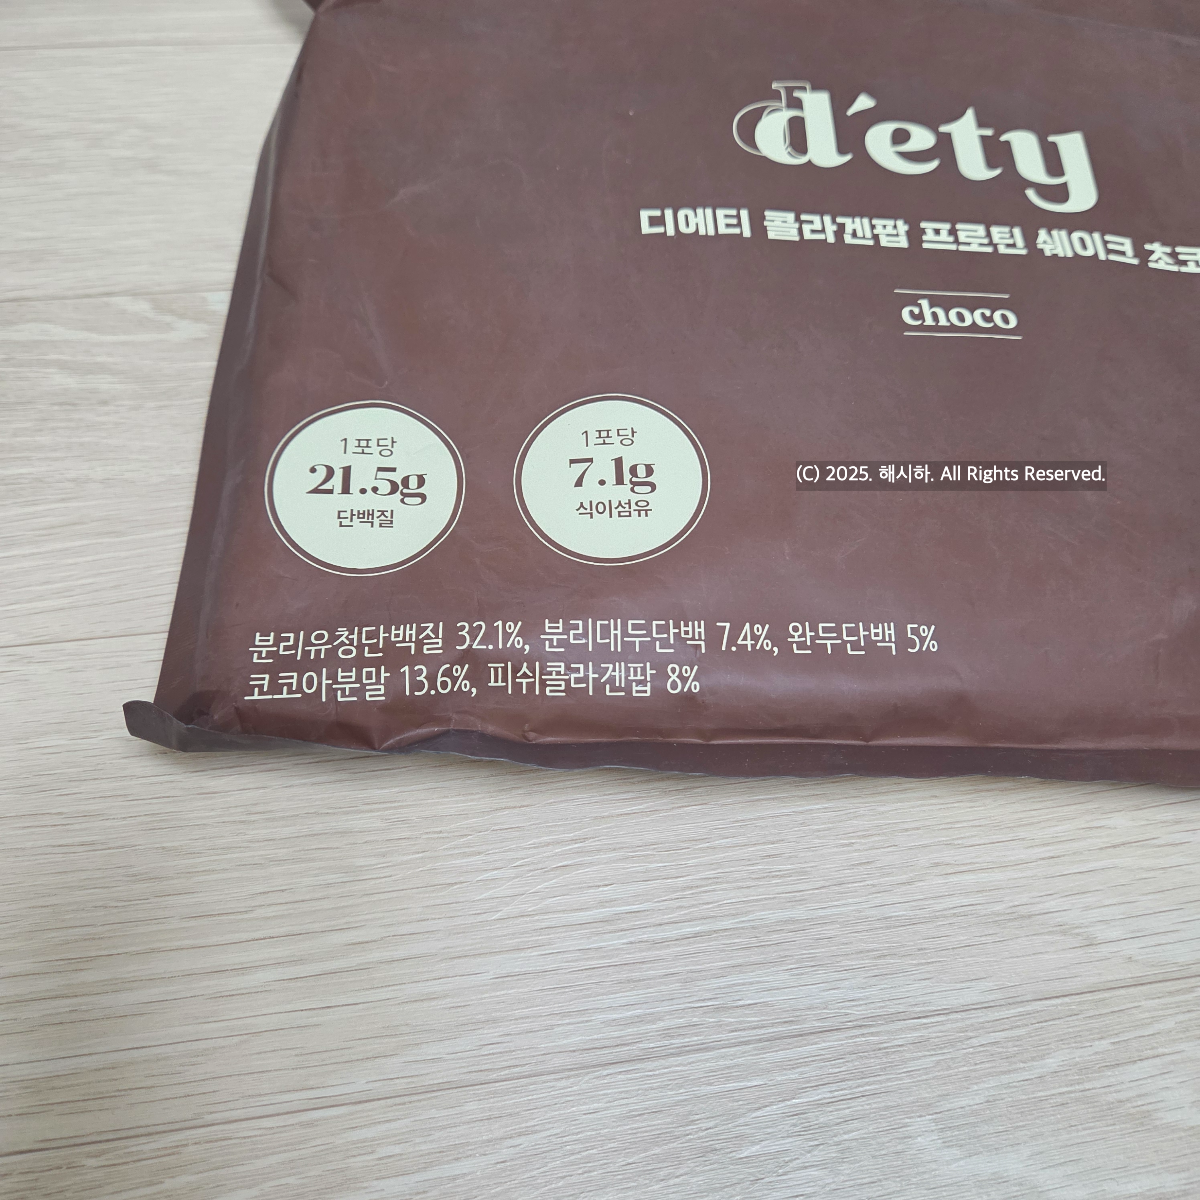 d'ety
디에티 콜라겐팝 프로틴 쉐이크 초코
choco
1포당
21.5g
단백질
1포당
7.1g
식이섬유
(C) 2025. 해시하. All Rights Reserved.
분리유청단백질 32.1%, 분리대두단백 7.4%, 완두단백 5%
코코아분말 13.6%, 피쉬콜라겐팝 8%